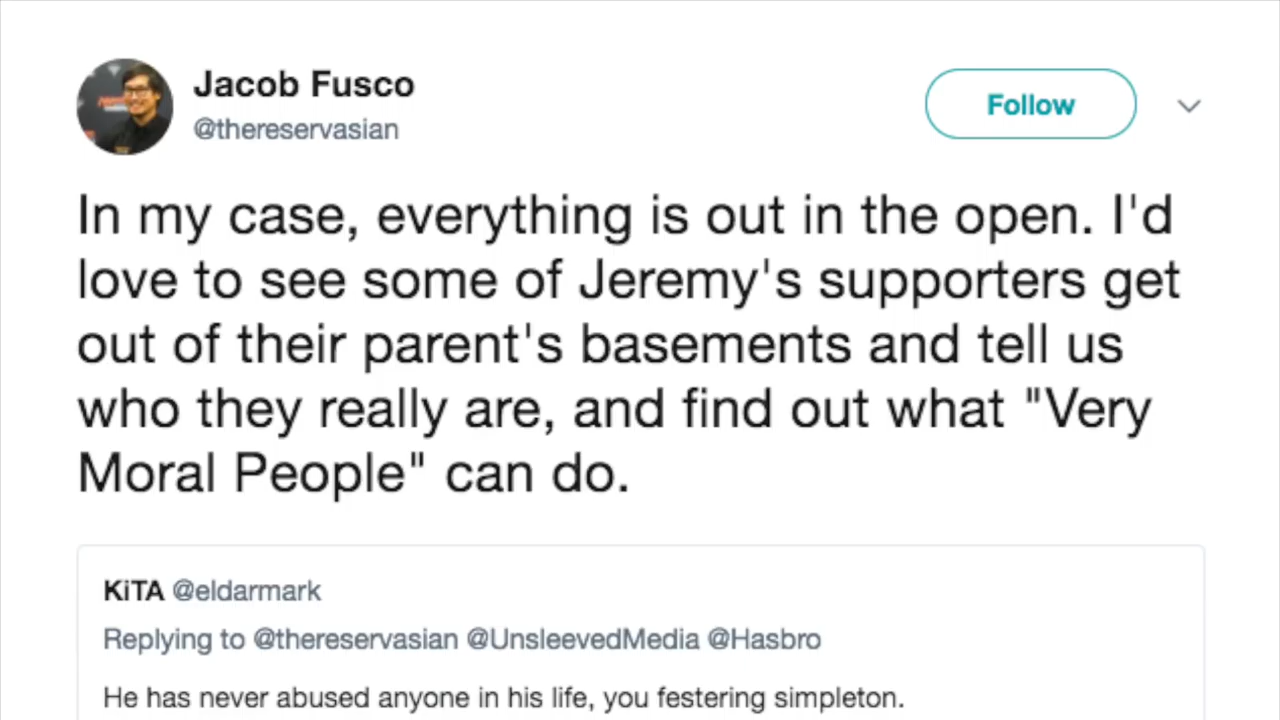 Jacob Fusco
@thereservasian
Follow
In my case, everything is out in the open. I'd
love to see some of Jeremy's supporters get
out of their parent's basements and tell us
who they really are, and find out what "Very
Moral People" can do.
KiTA @eldarmark
Replying to @thereservasian @UnsleevedMedia @Hasbro
He has never abused anyone in his life, you festering simpleton.